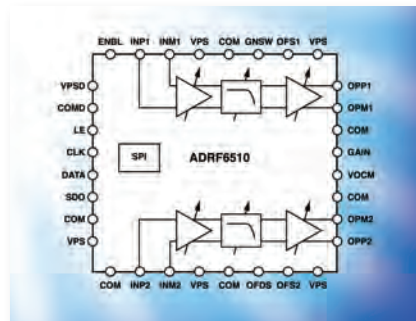 ENBL INP1 INM1 VPS COM GNSW OFS1 VPS
VPSD
COMD
LE
CLK
DATA
SDO
COM
VPS
SPI
ADRF6510
OPP1
OPM1
COM
GAIN
VOCM
COM
OPM2
OPP2
COM INP2 INM2 VPS COM OFDS OFS2 VPS